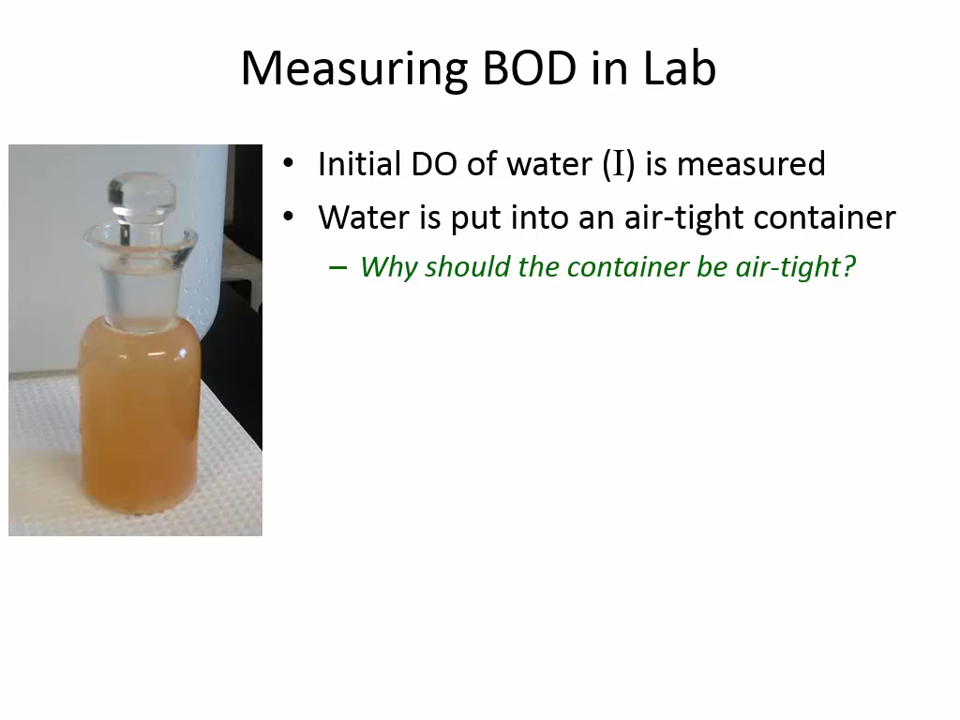 Measuring BOD in Lab
• Initial DO of water (I) is measured
• Water is put into an air-tight container
– Why should the container be air-tight?